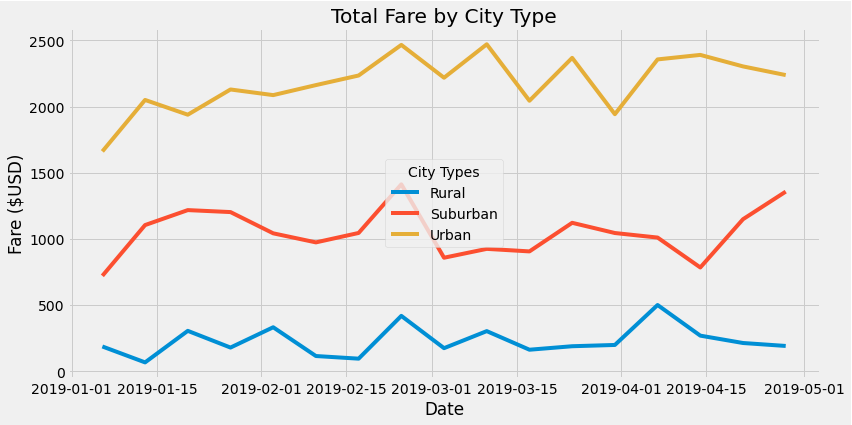 Total Fare by City Type
Fare ($USD)
2500
2000
1500
1000
500
0
City Types
Rural
Suburban
Urban
2019-01-01 2019-01-15 2019-02-01 2019-02-15 2019-03-01 2019-03-15 2019-04-01 2019-04-15 2019-05-01
Date